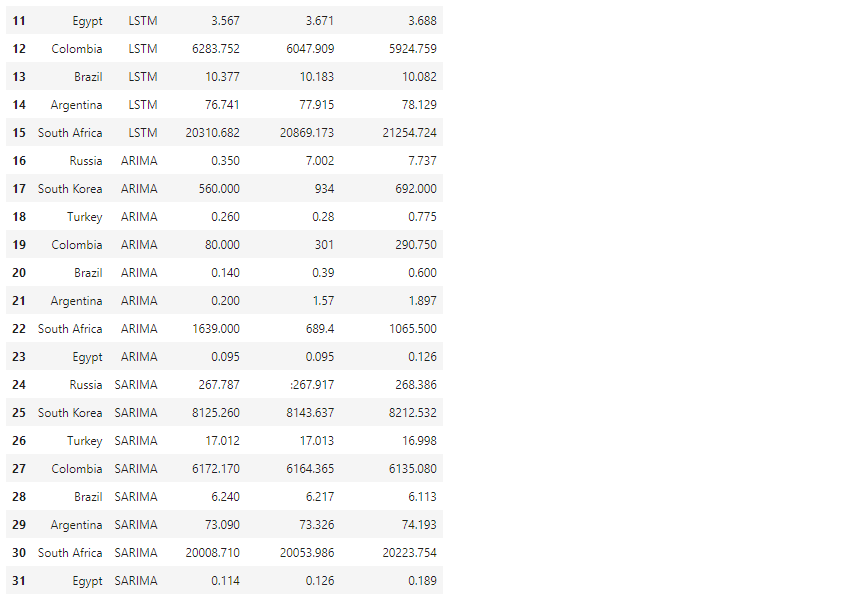 11 Egypt LSTM 3.567 3.671 3.688
12 Colombia LSTM 6283.752 6047.909 5924.759
13 Brazil LSTM 10.377 10.183 10.082
14 Argentina LSTM 76.741 77.915 78.129
15 South Africa LSTM 20310.682 20869.173 21254.724
16 Russia ARIMA 0.350 7.002 7.737
17 South Korea ARIMA 560.000 934 692.000
18 Turkey ARIMA 0.260 0.28 0.775
19 Colombia ARIMA 80.000 301 290.750
20 Brazil ARIMA 0.140 0.39 0.600
21 Argentina ARIMA 0.200 1.57 1.897
22 South Africa ARIMA 1639.000 689.4 1065.500
23 Egypt ARIMA 0.095 0.095 0.126
24 Russia SARIMA 267.787 :267.917 268.386
25 South Korea SARIMA 8125.260 8143.637 8212.532
26 Turkey SARIMA 17.012 17.013 16.998
27 Colombia SARIMA 6172.170 6164.365 6135.080
28 Brazil SARIMA 6.240 6.217 6.113
29 Argentina SARIMA 73.090 73.326 74.193
30 South Africa SARIMA 20008.710 20053.986 20223.754
31 Egypt SARIMA 0.114 0.126 0.189